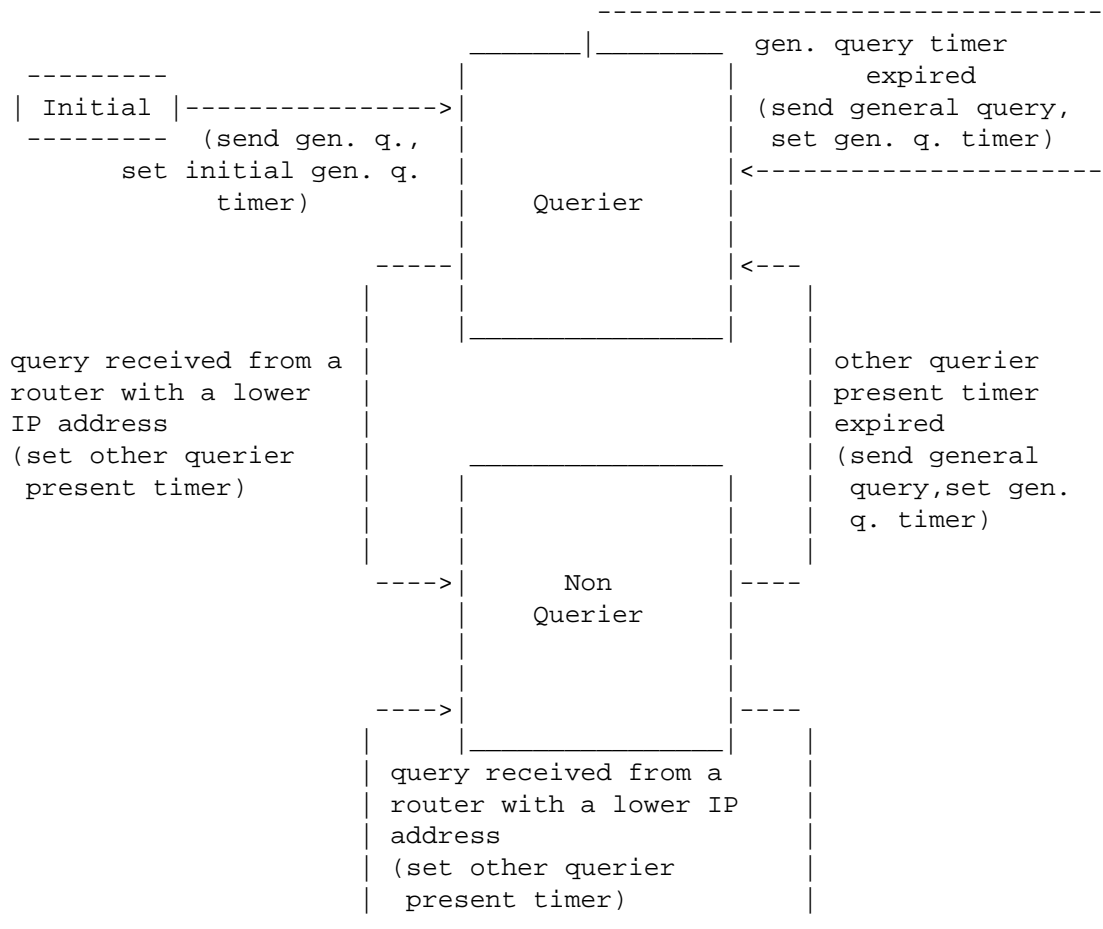 gen. query timer
expired
(send general query,
set gen. q. timer)
Initial
(send gen. q.,
set initial gen. q.
timer)
Querier
query received from a
router with a lower
IP address
(set other querier
present timer)
other querier
present timer
expired
(send general
query,set gen.
q. timer)
Non
Querier
query received from a
router with a lower IP
address
(set other querier
present timer)